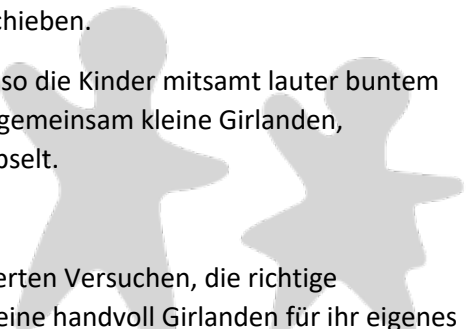 chieben.
so die Kinder mitsamt lauter buntem
gemeinsam kleine Girlanden,
pselt.
erten Versuchen, die richtige
eine handvoll Girlanden für ihr eigenes